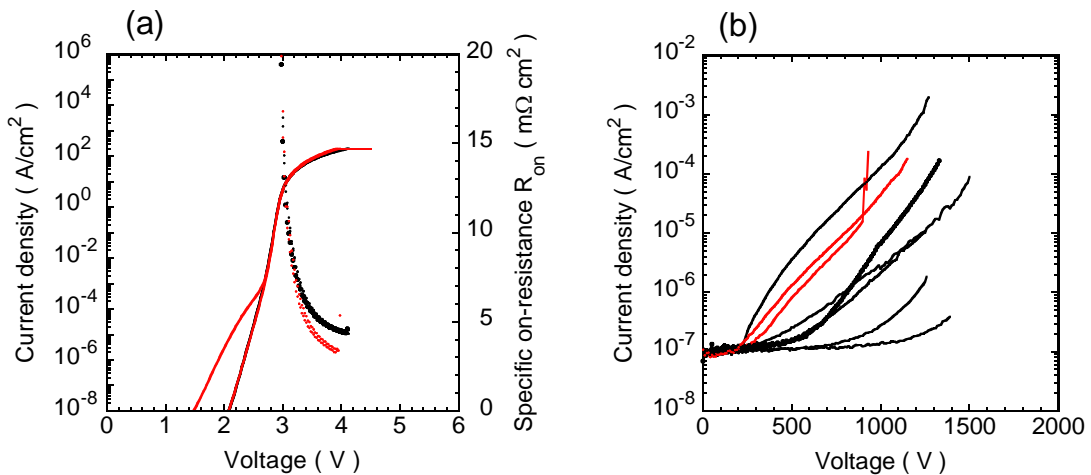 (a)
10^6
10^4
10^2
10^0
10^-2
10^-4
10^-6
10^-8
Current density ( A/cm^2 )
0 1 2 3 4 5 6
Voltage ( V )
20
15
10
5
0
Specific on-resistance R_on ( mΩ cm^2 )
(b)
10^-2
10^-3
10^-4
10^-5
10^-6
10^-7
10^-8
Current density ( A/cm^2 )
0 500 1000 1500 2000
Voltage ( V )